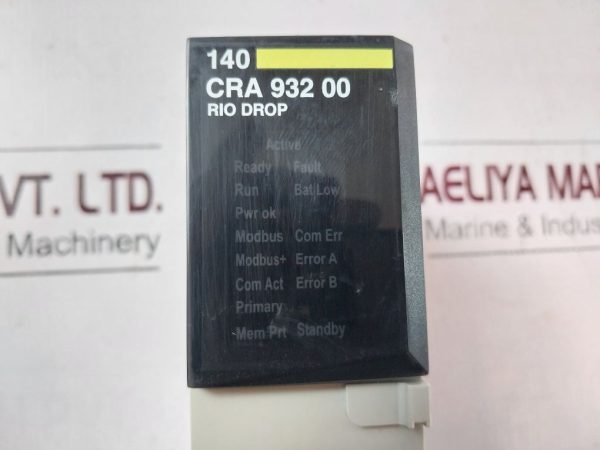 140
CRA 932 00
RIO DROP
Active
Ready Fault
Run Bat Low
Pwr ok
Modbus Com Err
Modbus+ Error A
Com Act Error B
Primary
Mem Prt Standby
VT. LTD.
Machinery
AELIYA MAR
Marine & Indus